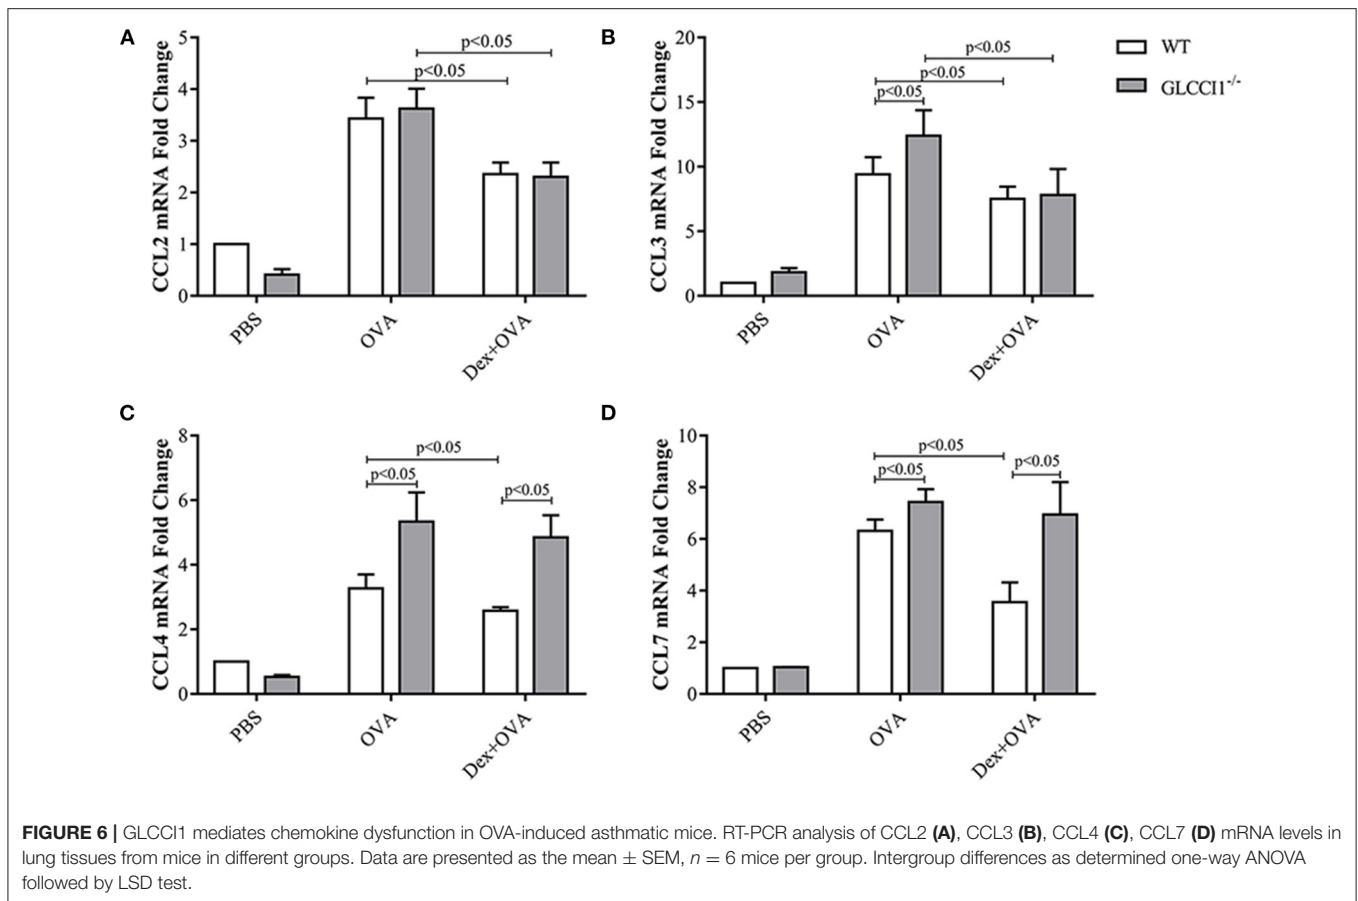 A
CCL2 mRNA Fold Change
5
4
3
2
1
0
p<0.05
p<0.05
PBS
OVA
Dex+OVA
B
CCL3 mRNA Fold Change
20
15
10
5
0
p<0.05
p<0.05
p<0.05
PBS
OVA
Dex+OVA
WT
GLCCI1-/-
C
CCL4 mRNA Fold Change
8
6
4
2
0
p<0.05
p<0.05
p<0.05
PBS
OVA
Dex+OVA
D
CCL7 mRNA Fold Change
10
8
6
4
2
0
p<0.05
p<0.05
p<0.05
PBS
OVA
Dex+OVA
FIGURE 6 | GLCCI1 mediates chemokine dysfunction in OVA-induced asthmatic mice. RT-PCR analysis of CCL2 (A), CCL3 (B), CCL4 (C), CCL7 (D) mRNA levels in
lung tissues from mice in different groups. Data are presented as the mean ± SEM, n = 6 mice per group. Intergroup differences as determined one-way ANOVA
followed by LSD test.